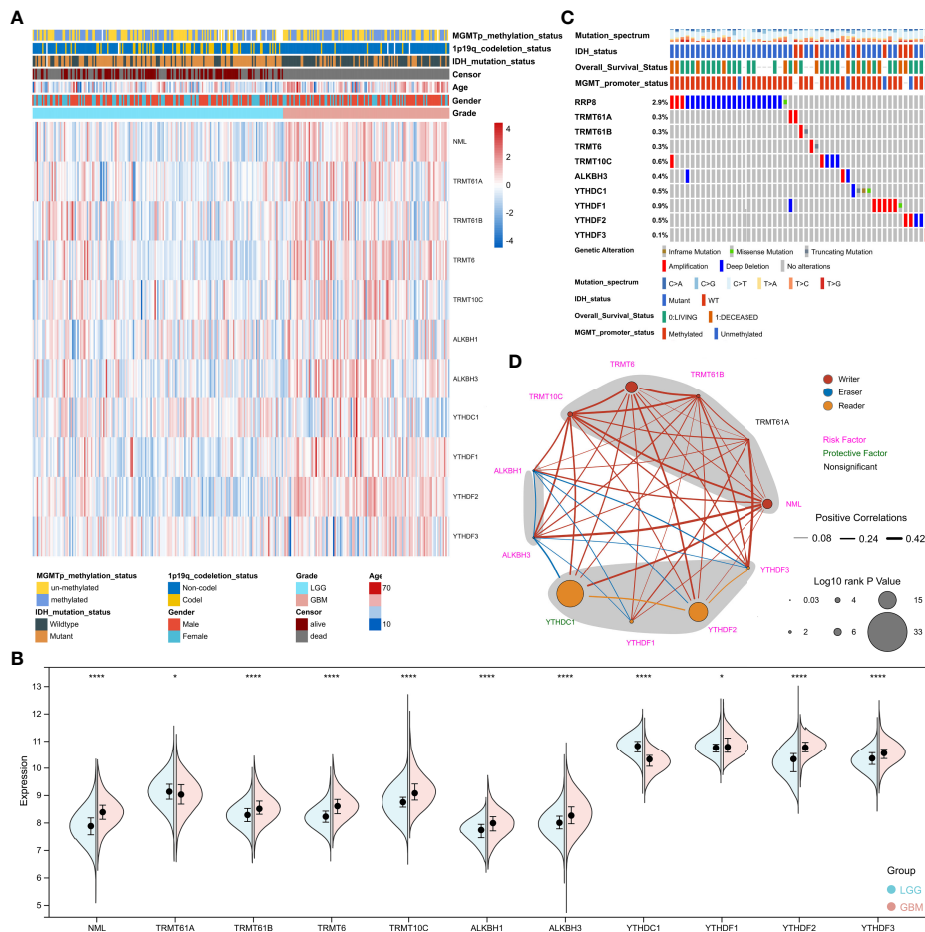 A
MGMTp_methylation_status
1p19q_codeletion_status
IDH_mutation_status
Censor
Age
Gender
Grade
NML
TRMT61A
TRMT61B
TRMT6
TRMT10C
ALKBH1
ALKBH3
YTHDC1
YTHDF1
YTHDF2
YTHDF3
4
2
0
-2
-4
MGMTp_methylation_status
un-methylated
methylated
IDH_mutation_status
Wildtype
Mutant
1p19q_codeletion_status
Non-codel
Codel
Gender
Male
Female
Grade
LGG
GBM
Censor
alive
dead
Age
70
10
C
Mutation_spectrum
IDH_status
Overall_Survival_Status
MGMT_promoter_status
RRP8 2.9%
TRMT61A 0.3%
TRMT61B 0.3%
TRMT6 0.3%
TRMT10C 0.6%
ALKBH3 0.4%
YTHDC1 0.5%
YTHDF1 0.9%
YTHDF2 0.5%
YTHDF3 0.1%
Genetic Alteration Inframe Mutation Misense Mutation Truncating Mutation
Amplification Deep 0eletion No alterations
Mutation_spectrum C>A C>G C>T T>A T>C T>G
IDH_status Mutant WT
Overall_Survival_Status 0:LIVING 1:DECEASED
MGMT_promoter_status Methylated Unmethylated
D
TRMT6
TRMT61B
TRMT10C
TRMT61A
ALKBH1
NML
ALKBH3
YTHDF3
YTHDC1
YTHDF1
YTHDF2
Writer
Eraser
Reader
Risk Factor
Protective Factor
Nonsignificant
Positive Correlations
0.08 0.24 0.42
Log10 rank P Value
0.03 4 15
2 6 33
B
Expression
13
12
11
10
9
8
7
6
5
**** * **** **** **** **** **** **** * **** ****
NML TRMT61A TRMT61B TRMT6 TRMT10C ALKBH1 ALKBH3 YTHDC1 YTHDF1 YTHDF2 YTHDF3
Group
LGG
GBM